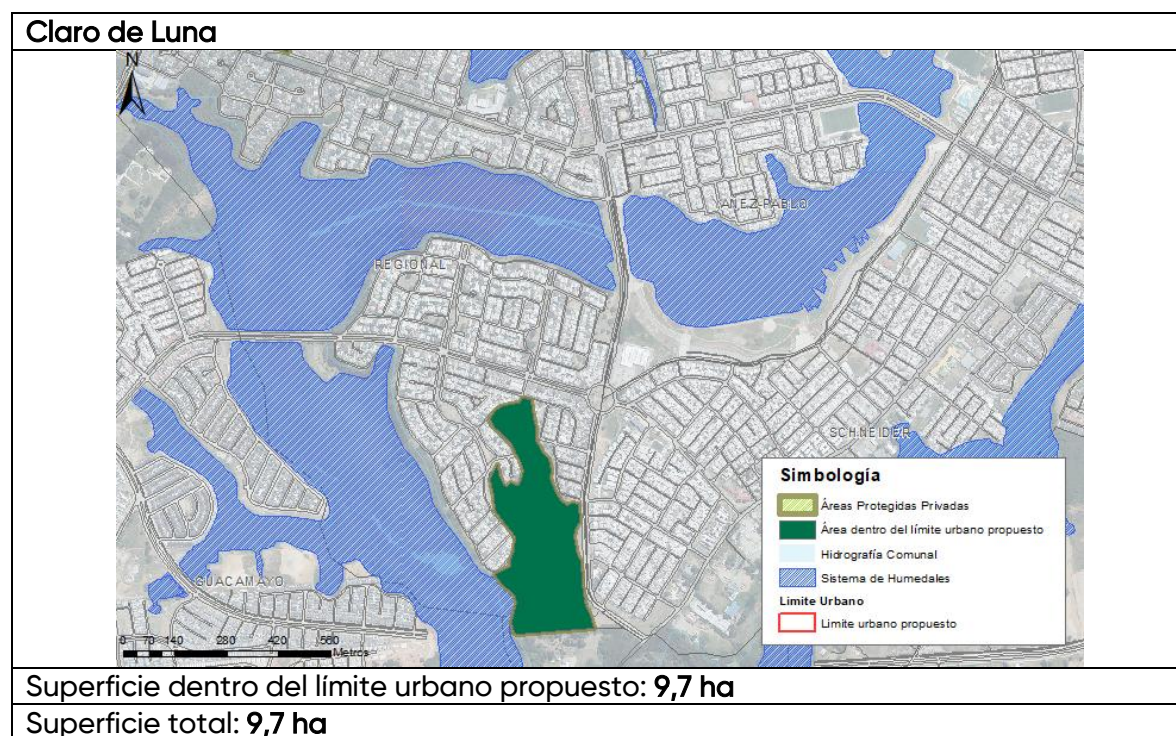 Claro de Luna
N
AÑEZ-PABLO
REGIONAL
SCHNEIDER
GUACAMAYO
Simbología
Áreas Protegidas Privadas
Área dentro del límite urbano propuesto
Hidrografía Comunal
Sistema de Humedales
Limite Urbano
Limite urbano propuesto
0 70 140 280 420 560
Metros
Superficie dentro del límite urbano propuesto: 9,7 ha
Superficie total: 9,7 ha